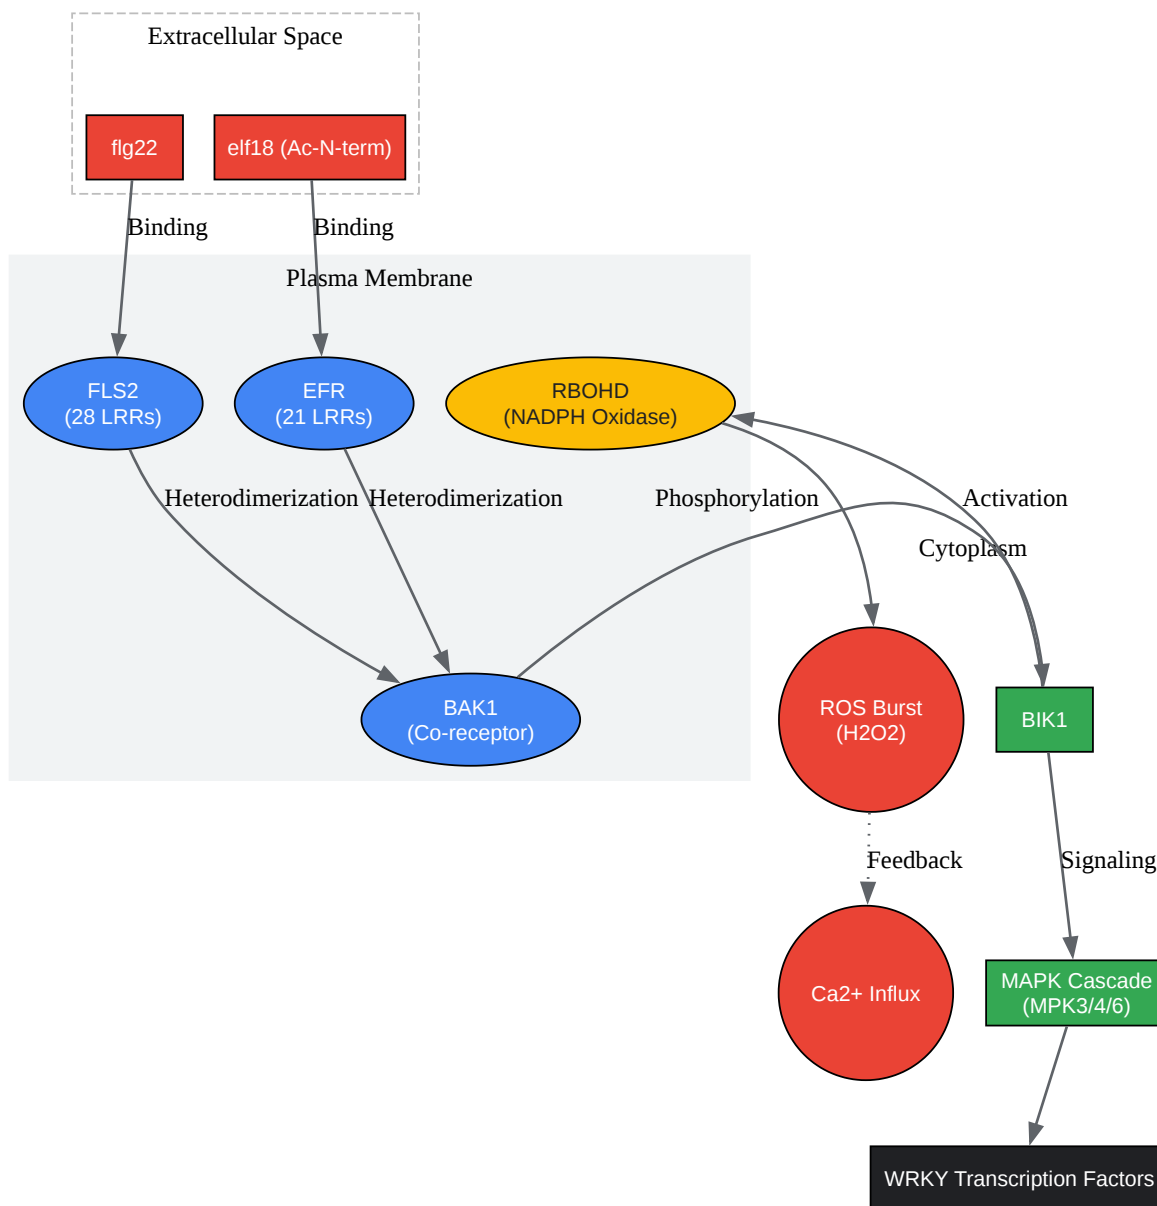 Extracellular Space
flg22
elf18 (Ac-N-term)
Binding
Binding
Plasma Membrane
FLS2
(28 LRRs)
EFR
(21 LRRs)
RBOHD
(NADPH Oxidase)
Heterodimerization
Heterodimerization
Phosphorylation
Activation
Cytoplasm
BAK1
(Co-receptor)
ROS Burst
(H2O2)
BIK1
Feedback
Signaling
Ca2+ Influx
MAPK Cascade
(MPK3/4/6)
WRKY Transcription Factors